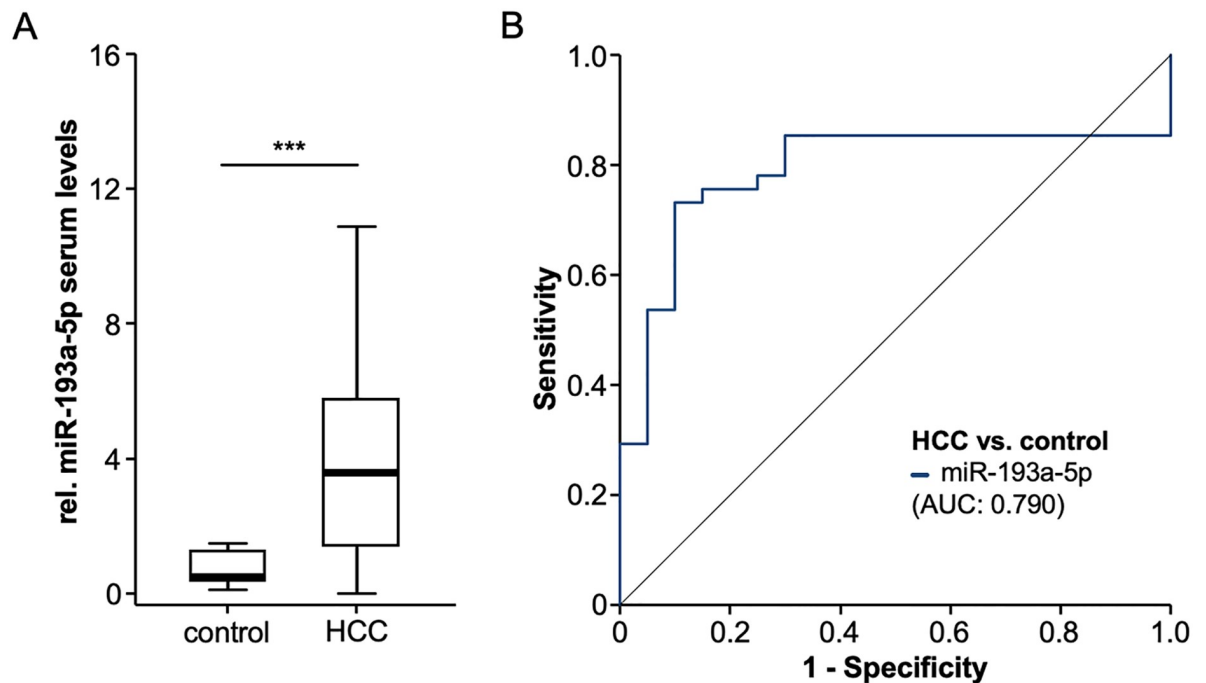 A
16
12
8
4
0
rel. miR-193a-5p serum levels
***
control
HCC
B
1.0
0.8
0.6
0.4
0.2
0
Sensitivity
HCC vs. control
miR-193a-5p
(AUC: 0.790)
0 0.2 0.4 0.6 0.8 1.0
1 - Specificity